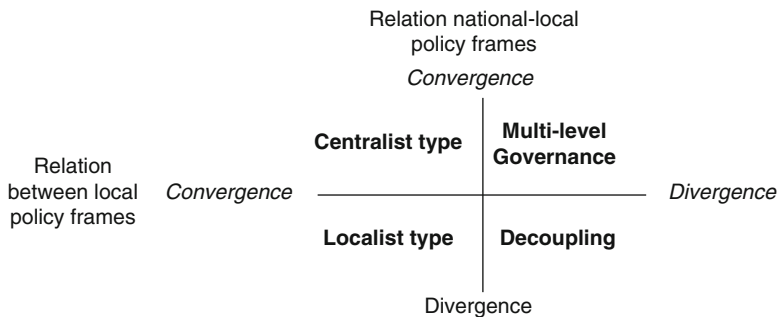 Relation national-local
policy frames
Convergence
Centralist type
Multi-level
Governance
Relation
between local
policy frames
Convergence
Divergence
Localist type
Decoupling
Divergence